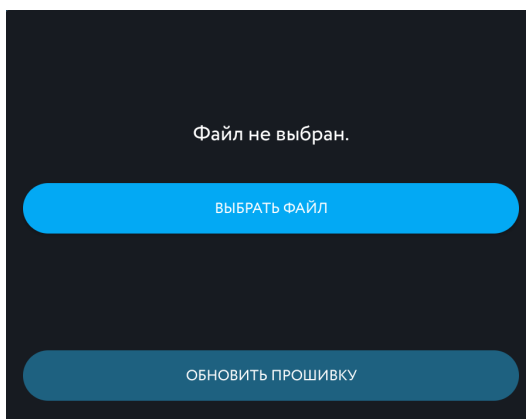 Файл не выбран.
ВЫБРАТЬ ФАЙЛ
ОБНОВИТЬ ПРОШИВКУ